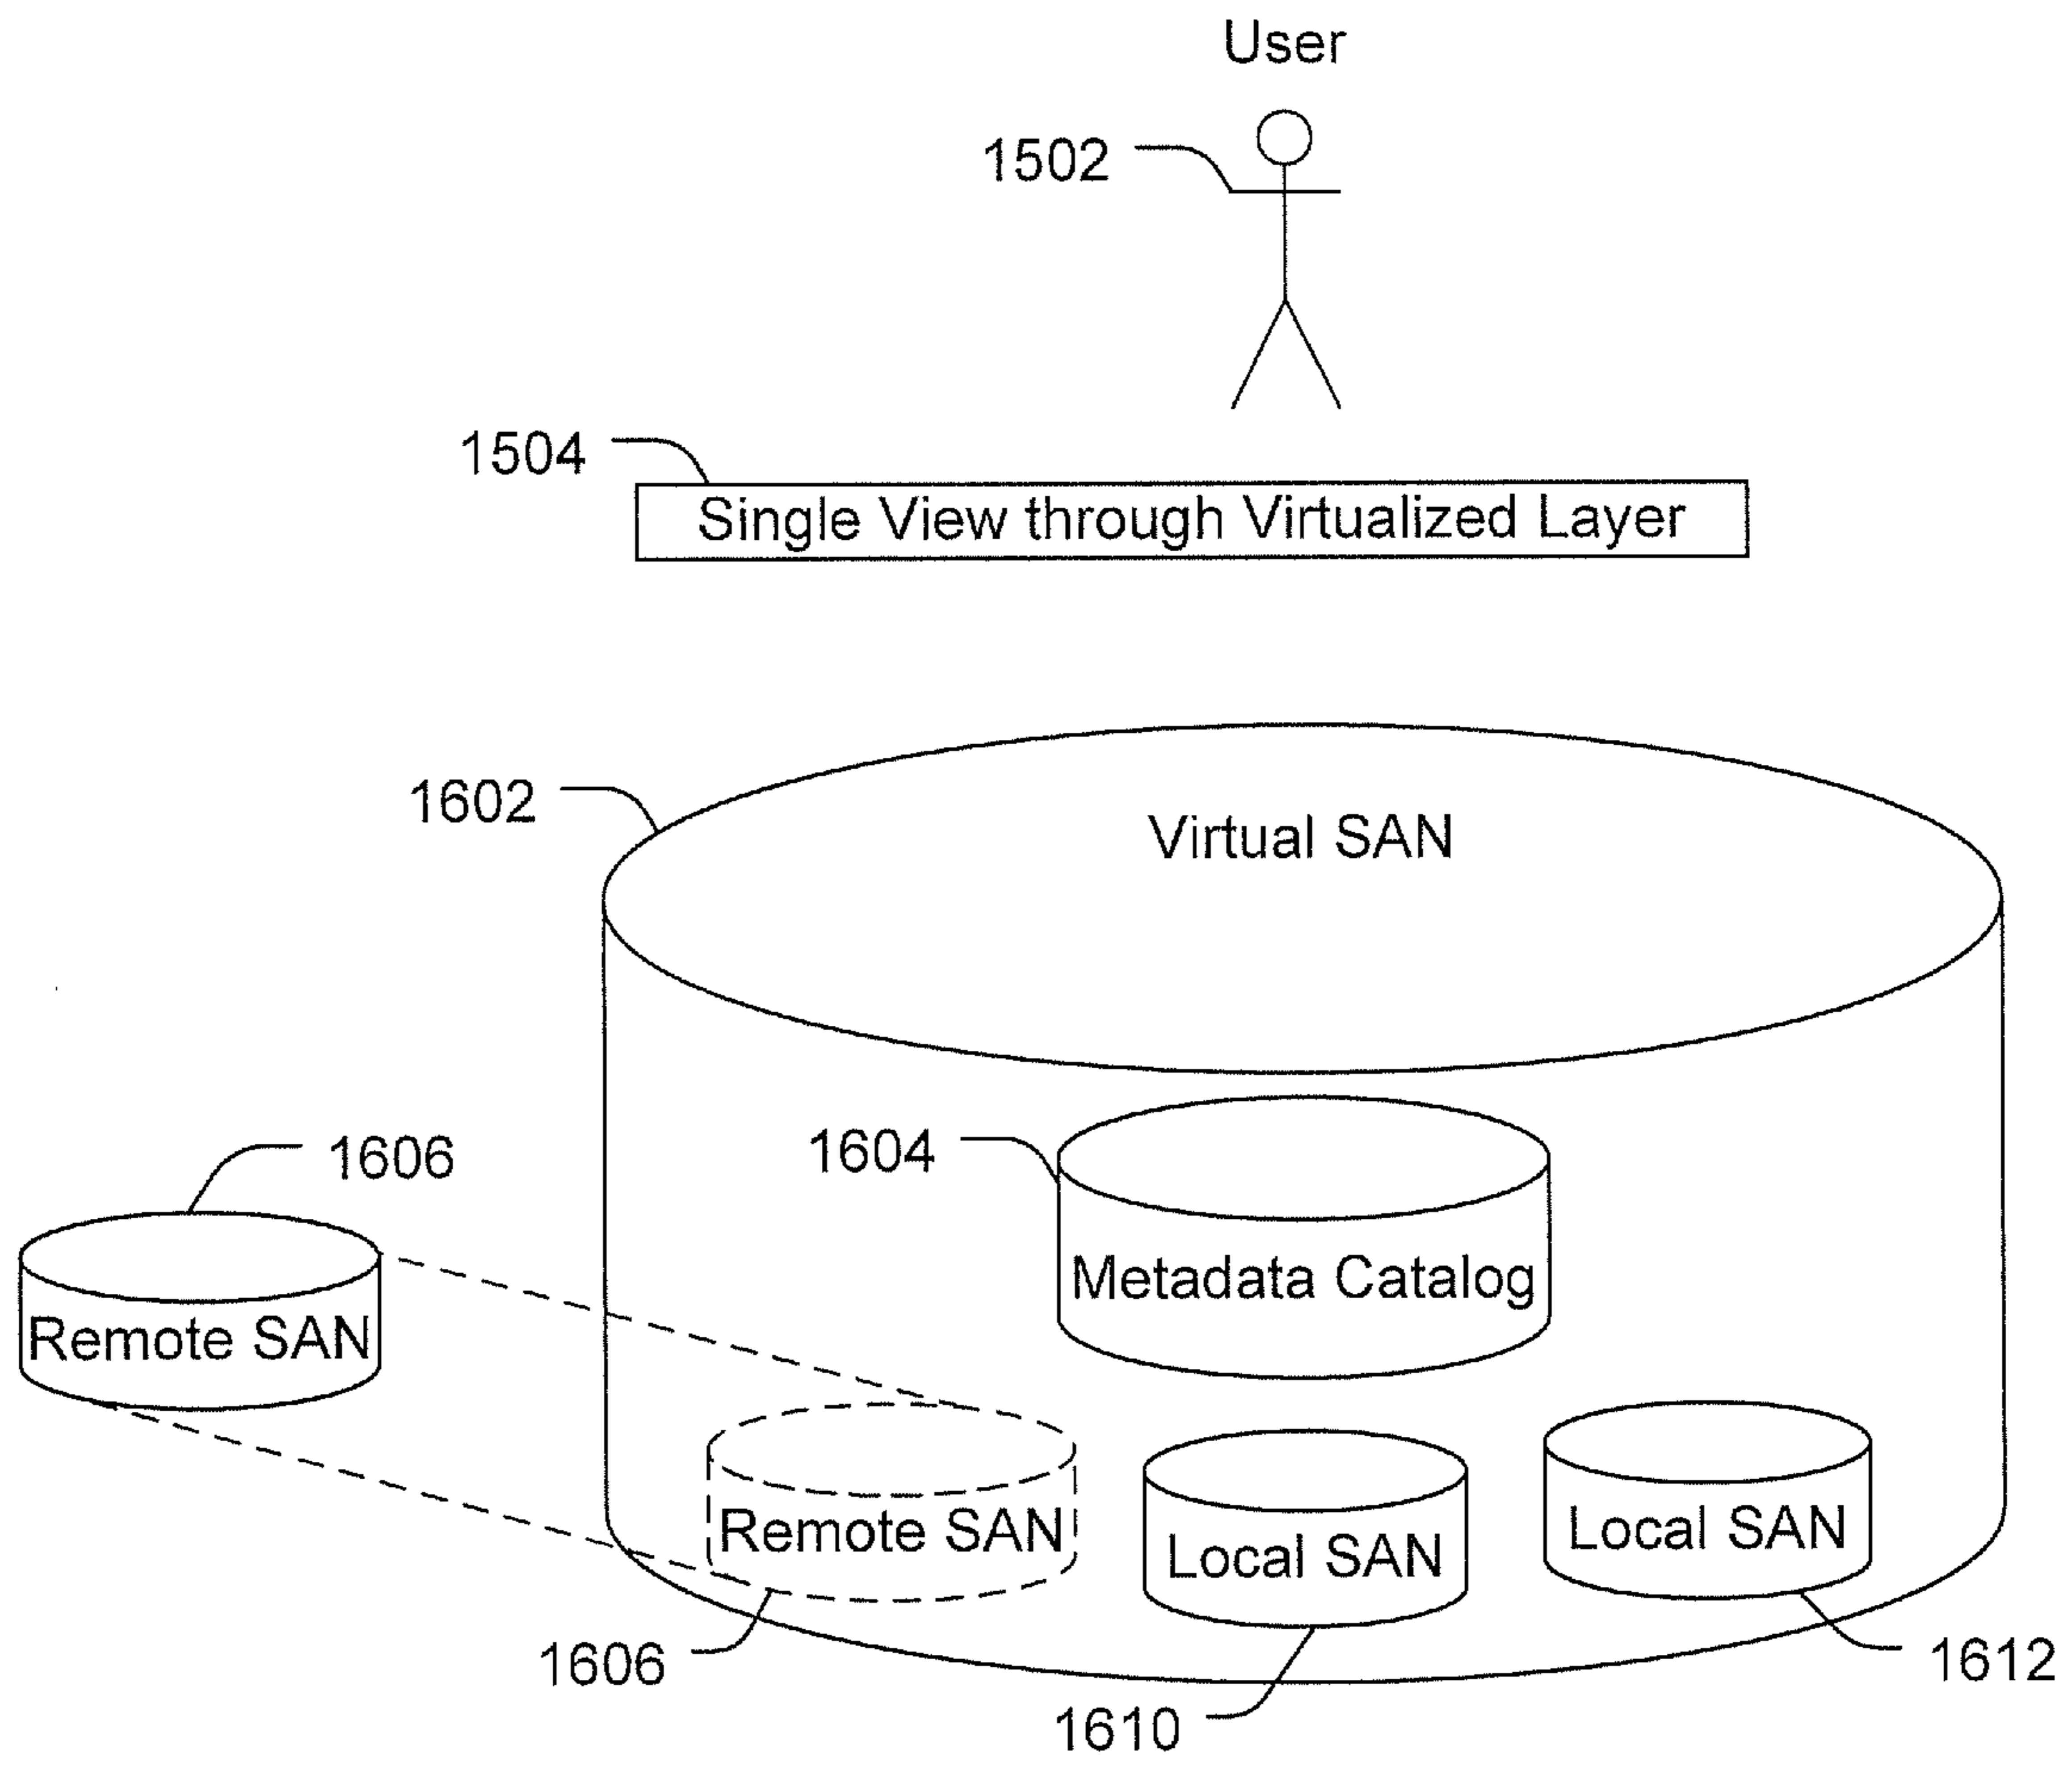 User
1502
1504
Single View through Virtualized Layer
1602
Virtual SAN
1606
1604
Remote SAN
Metadata Catalog
Remote SAN
Local SAN
Local SAN
1606
1610
1612